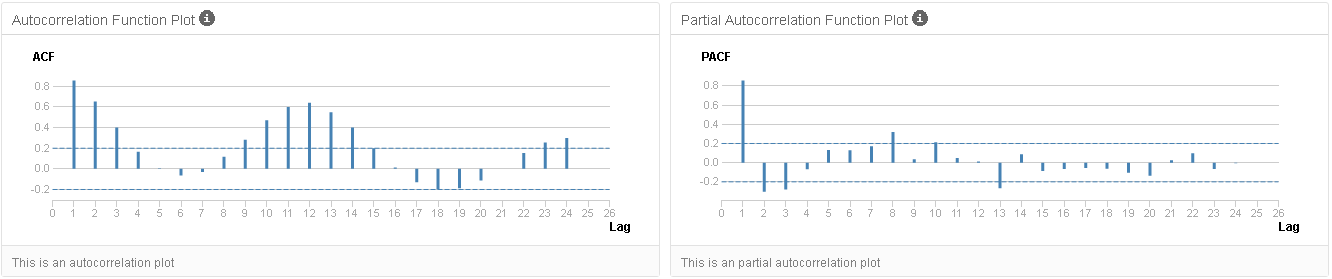 Autocorrelation Function Plot
ACF
0.8
0.6
0.4
0.2
0.0
-0.2
0 1 2 3 4 5 6 7 8 9 10 11 12 13 14 15 16 17 18 19 20 21 22 23 24 25 26
Lag
This is an autocorrelation plot
Partial Autocorrelation Function Plot
PACF
0.8
0.6
0.4
0.2
0.0
-0.2
0 1 2 3 4 5 6 7 8 9 10 11 12 13 14 15 16 17 18 19 20 21 22 23 24 25 26
Lag
This is an partial autocorrelation plot